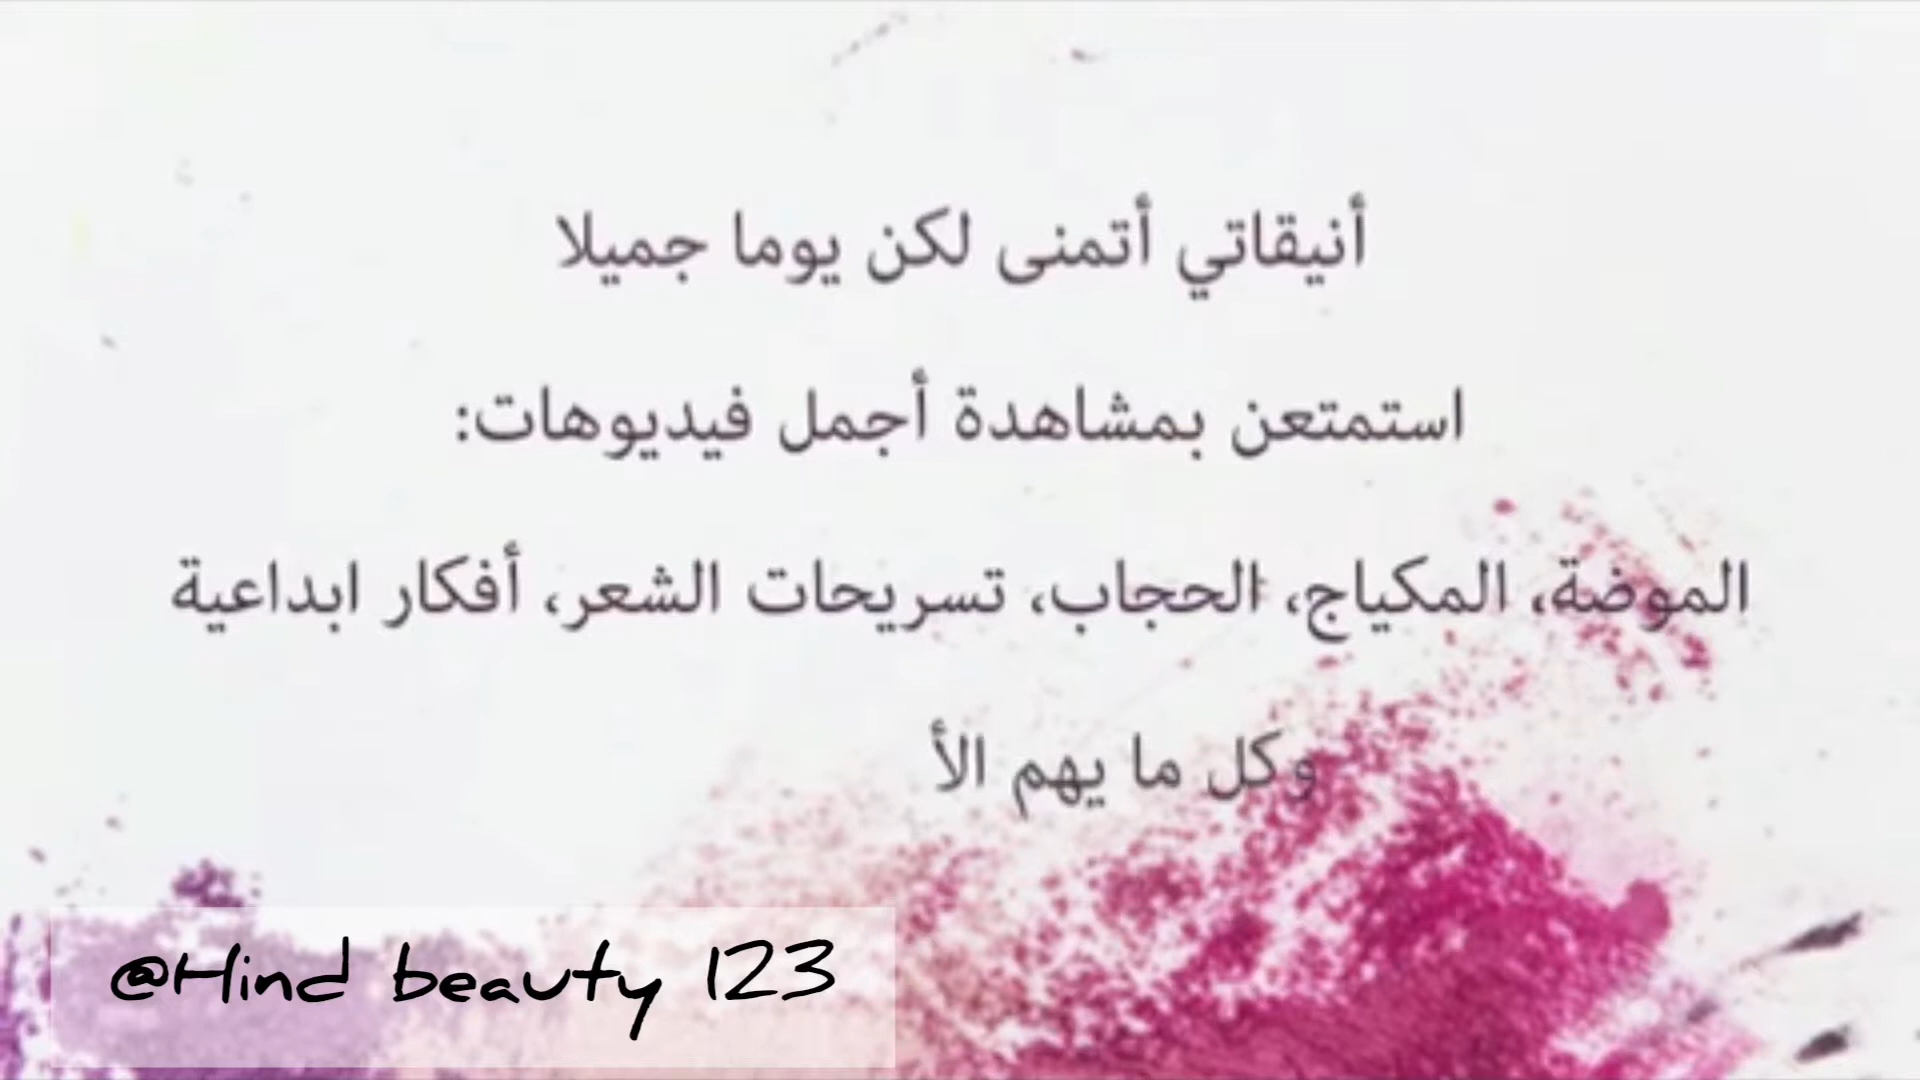 أنيقاتي أتمنى لكن يوما جميلا
استمتعن بمشاهدة أجمل فيديوهات:
الموضة، المكياج، الحجاب، تسريحات الشعر، أفكار ابداعية
وكل ما يهم الأ
@Hind beauty 123